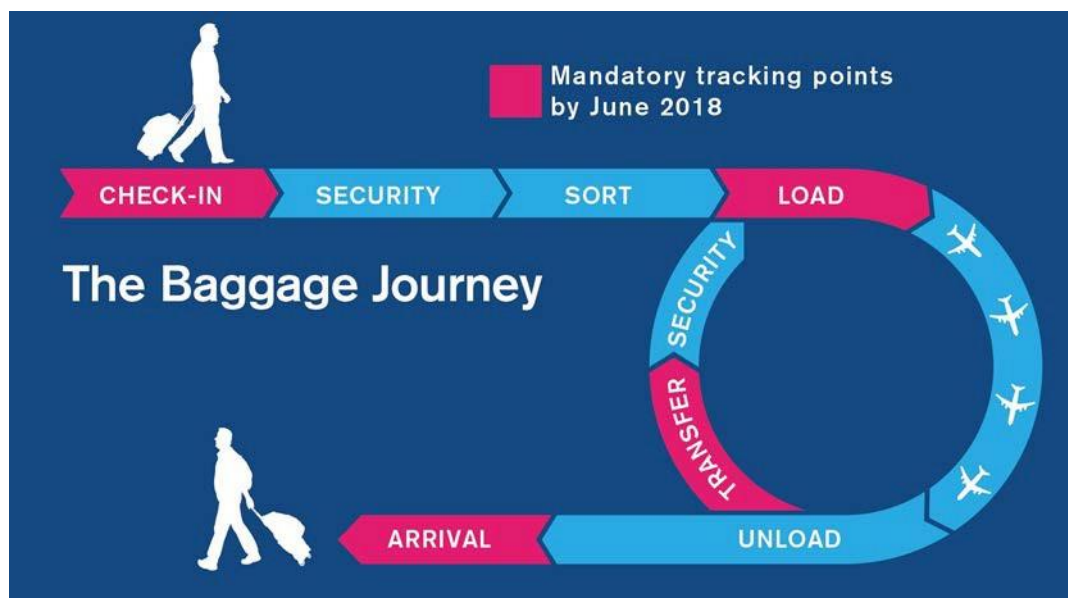 Mandatory tracking points
by June 2018
CHECK-IN
SECURITY
SORT
LOAD
The Baggage Journey
SECURITY
TRANSFER
ARRIVAL
UNLOAD